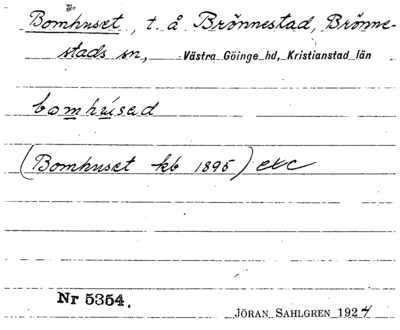 Bomhuset, t. å Brönnestad, Brönne-
stads sn, Västra Göinge hd, Kristianstad län
bomhúsad
(Bomhuset kb 1895) etc
Nr 5354.
JÖRAN SAHLGREN 1924